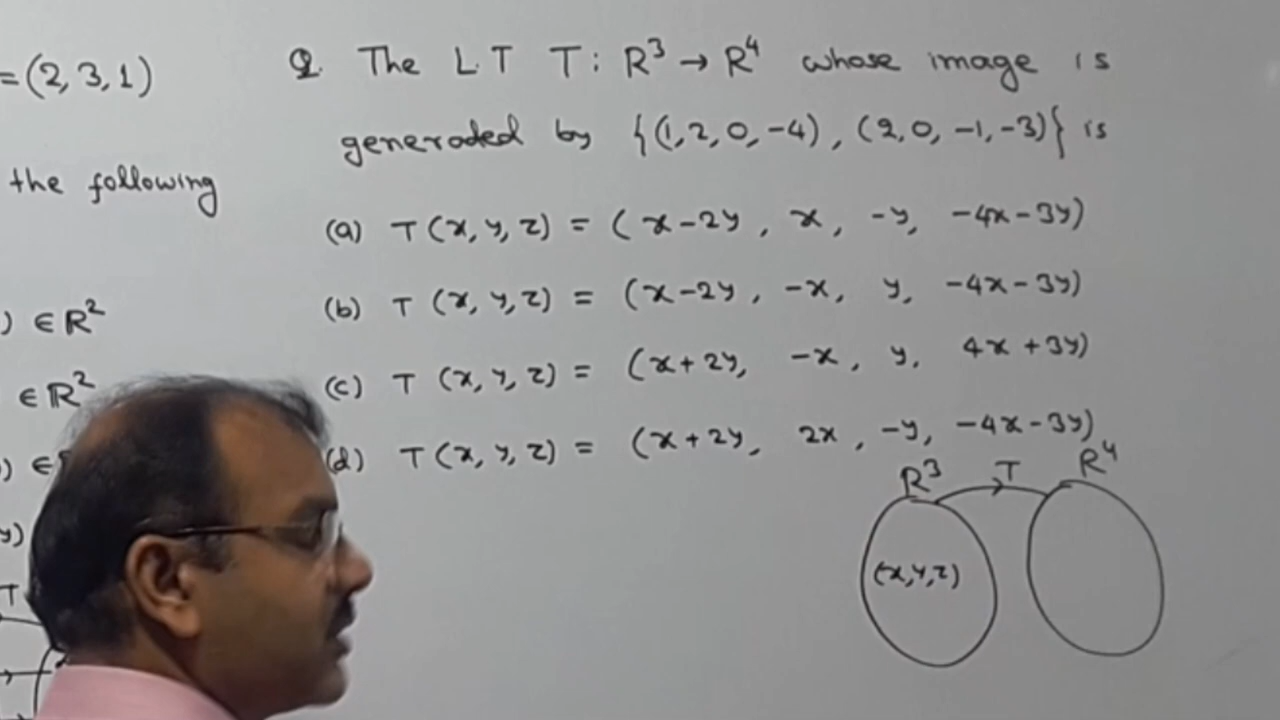 = (2, 3, 1)
the following
) ∈ R²
∈ R²
) ∈
y)
T
Q. The L.T T : R³ → R⁴ whose image is
generoded by {(1, 2, 0, -4), (2, 0, -1, -3)} is
(a) T (x, y, z) = (x-2y, x, -y, -4x-3y)
(b) T (x, y, z) = (x-2y, -x, y, -4x-3y)
(c) T (x, y, z) = (x+2y, -x, y, 4x+3y)
(d) T (x, y, z) = (x+2y, 2x, -y, -4x-3y)
R³ T R⁴
(x, y, z)